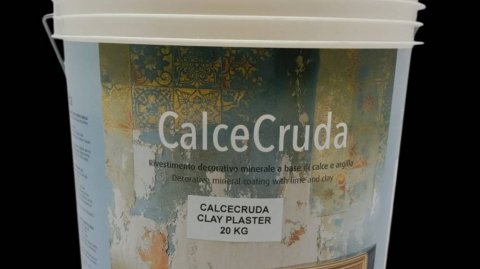 CalceCruda
Rivestimento decorativo minerale a base di calce e argilla
Decorative mineral coating with lime and clay
CALCECRUDA
CLAY PLASTER
20 KG